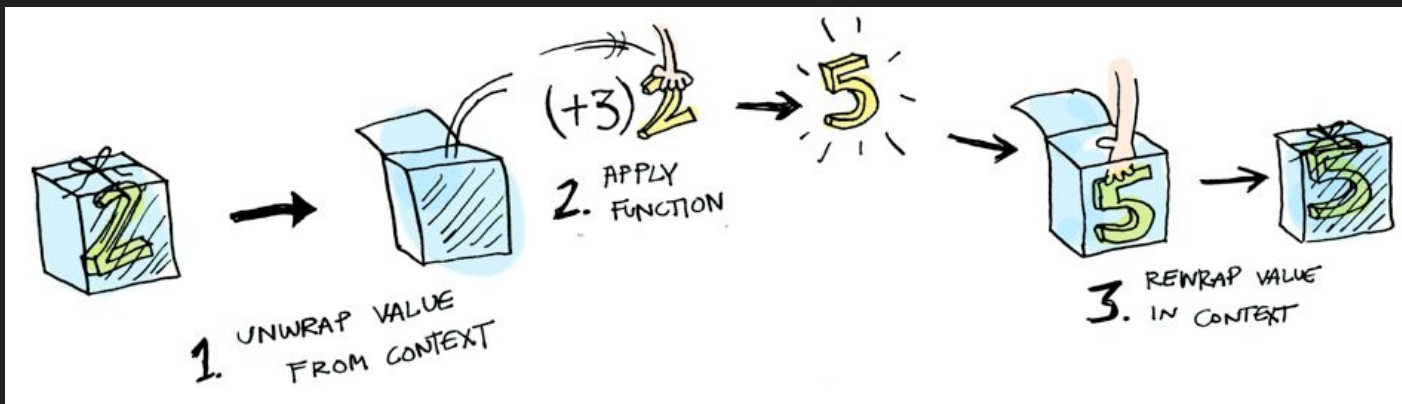 2
1. UNWRAP VALUE
FROM CONTEXT
(+3) 2
2. APPLY
FUNCTION
5
5
3. REWRAP VALUE
IN CONTEXT
5